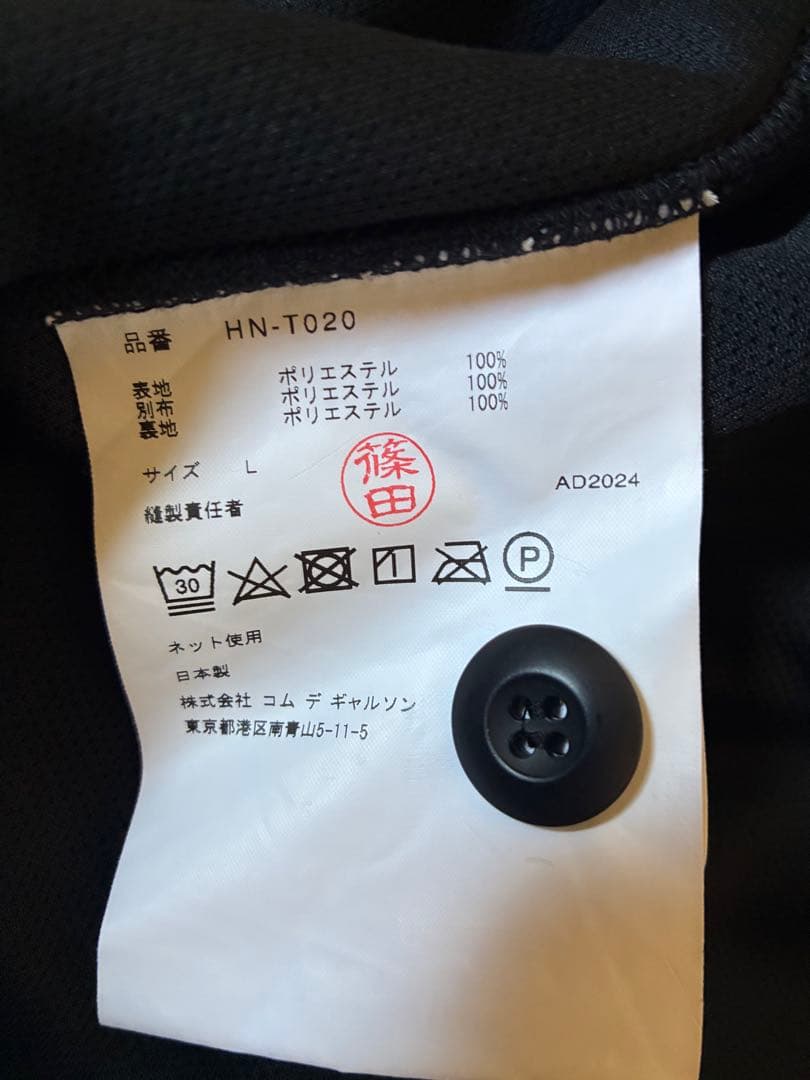 品番 HN-T020
表地 ポリエステル 100%
別布 ポリエステル 100%
裏地 ポリエステル 100%
サイズ L
篠田
縫製責任者
AD2024
30
P
ネット使用
日本製
株式会社 コム デ ギャルソン
東京都港区南青山5-11-5